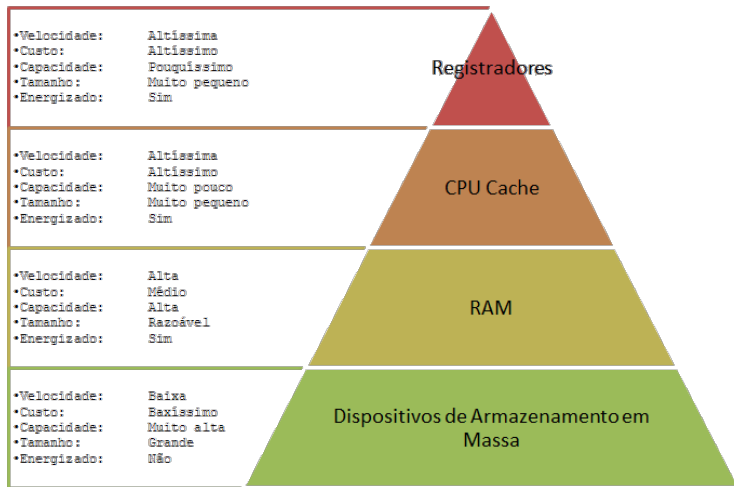 •Velocidade: Altíssima
•Custo: Altíssimo
•Capacidade: Pouquíssimo
•Tamanho: Muito pequeno
•Energizado: Sim
Registradores
•Velocidade: Altíssima
•Custo: Altíssimo
•Capacidade: Muito pouco
•Tamanho: Muito pequeno
•Energizado: Sim
CPU Cache
•Velocidade: Alta
•Custo: Médio
•Capacidade: Alta
•Tamanho: Razoável
•Energizado: Sim
RAM
•Velocidade: Baixa
•Custo: Baxíssimo
•Capacidade: Muito alta
•Tamanho: Grande
•Energizado: Não
Dispositivos de Armazenamento em
Massa